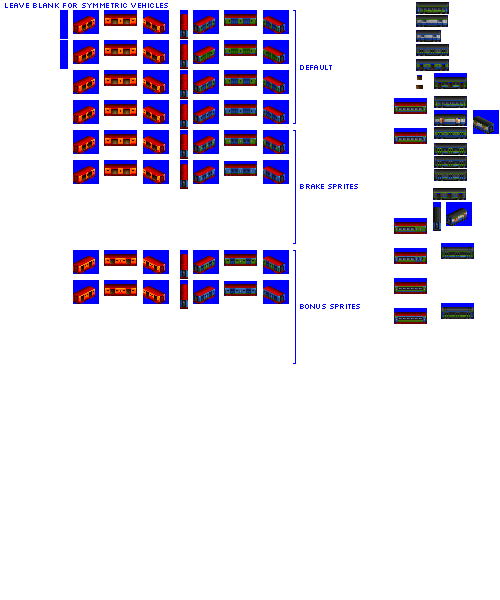 LEAVE BLANK FOR SYMMETRIC VEHICLES
DEFAULT
BRAKE SPRITES
BONUS SPRITES